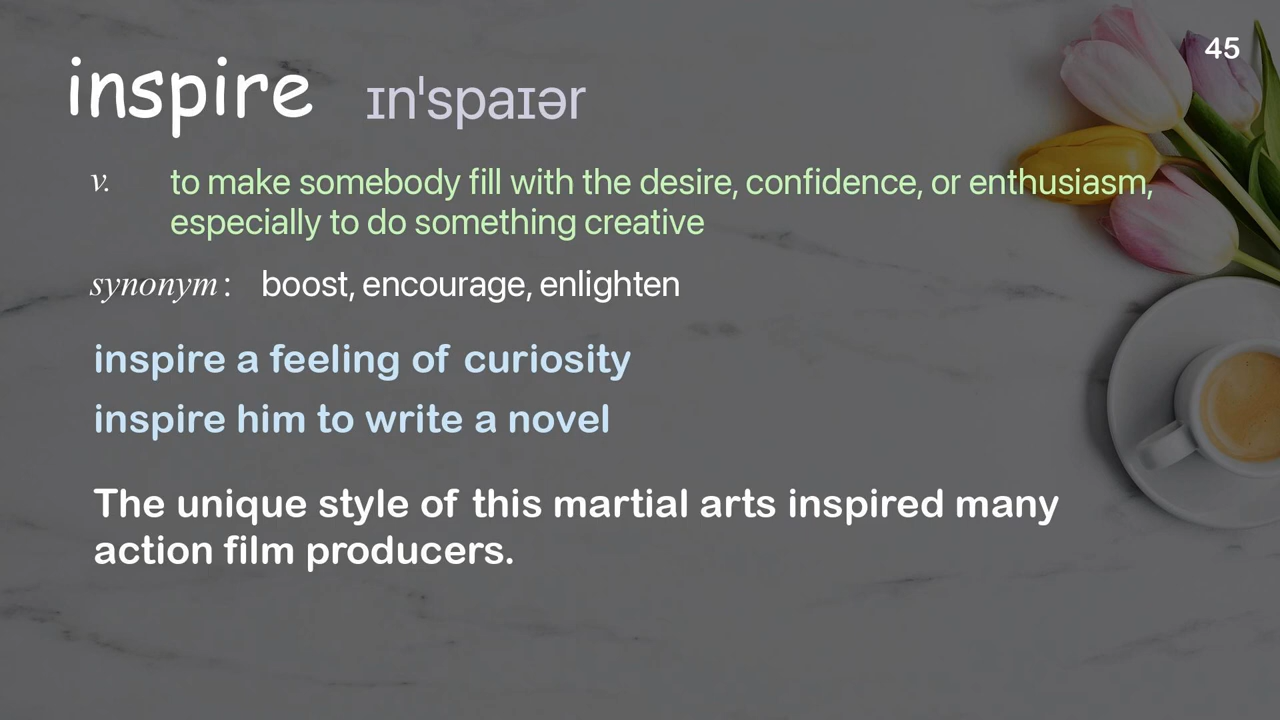 45
inspire ɪn'spaɪər
v. to make somebody fill with the desire, confidence, or enthusiasm,
especially to do something creative
synonym : boost, encourage, enlighten
inspire a feeling of curiosity
inspire him to write a novel
The unique style of this martial arts inspired many
action film producers.